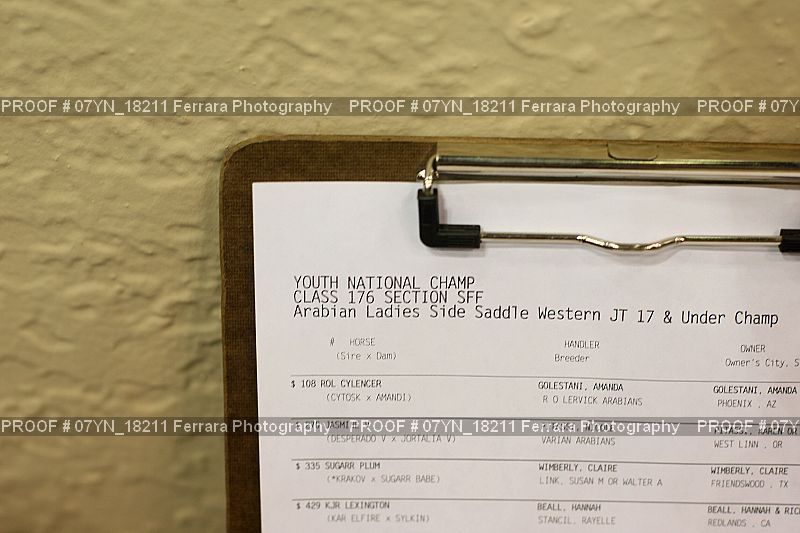 PROOF # 07YN_18211 Ferrara Photography PROOF # 07YN_18211 Ferrara Photography PROOF # 07Y
YOUTH NATIONAL CHAMP
CLASS 176 SECTION SFF
Arabian Ladies Side Saddle Western JT 17 & Under Champ
# HORSE HANDLER OWNER
(Sire x Dam) Breeder Owner's City, S
$ 108 ROL CYLENCER GOLESTANI, AMANDA GOLESTANI, AMANDA
(CYTOSK x AMANDI) R O LERVICK ARABIANS PHOENIX , AZ
PROOF # 07YN_18211 Ferrara Photography PROOF # 07YN_18211 Ferrara Photography PROOF # 07Y
KAREN OR
(DESPERADO V x JORTALIA V) VARIAN ARABIANS WEST LINN , OR
$ 335 SUGARR PLUM WIMBERLY, CLAIRE WIMBERLY, CLAIRE
(*KRAKOV x SUGARR BABE) LINK, SUSAN M OR WALTER A FRIENDSWOOD , TX
$ 429 KJR LEXINGTON BEALL, HANNAH BEALL, HANNAH & RIC
(KAR ELFIRE x SYLKIN) STANCIL, RAYELLE REDLANDS , CA